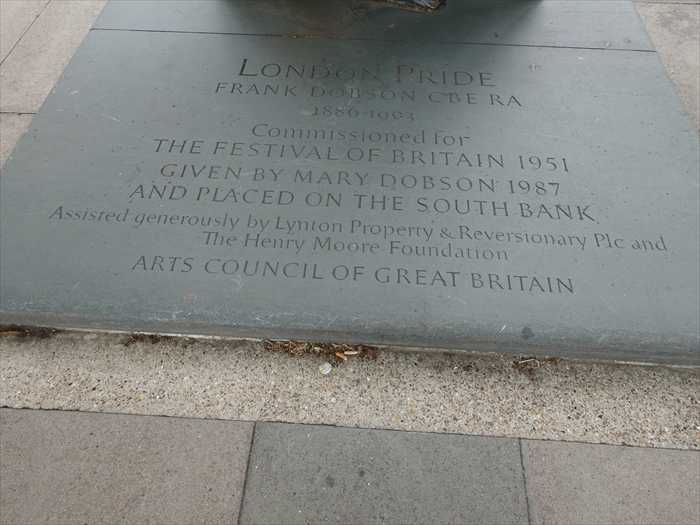 London Pride
FRANK DOBSON CBE RA
1886-1963
Commissioned for
THE FESTIVAL OF BRITAIN 1951
GIVEN BY MARY DOBSON 1987
AND PLACED ON THE SOUTH BANK
Assisted generously by Lynton Property & Reversionary Plc and
The Henry Moore Foundation
ARTS COUNCIL OF GREAT BRITAIN